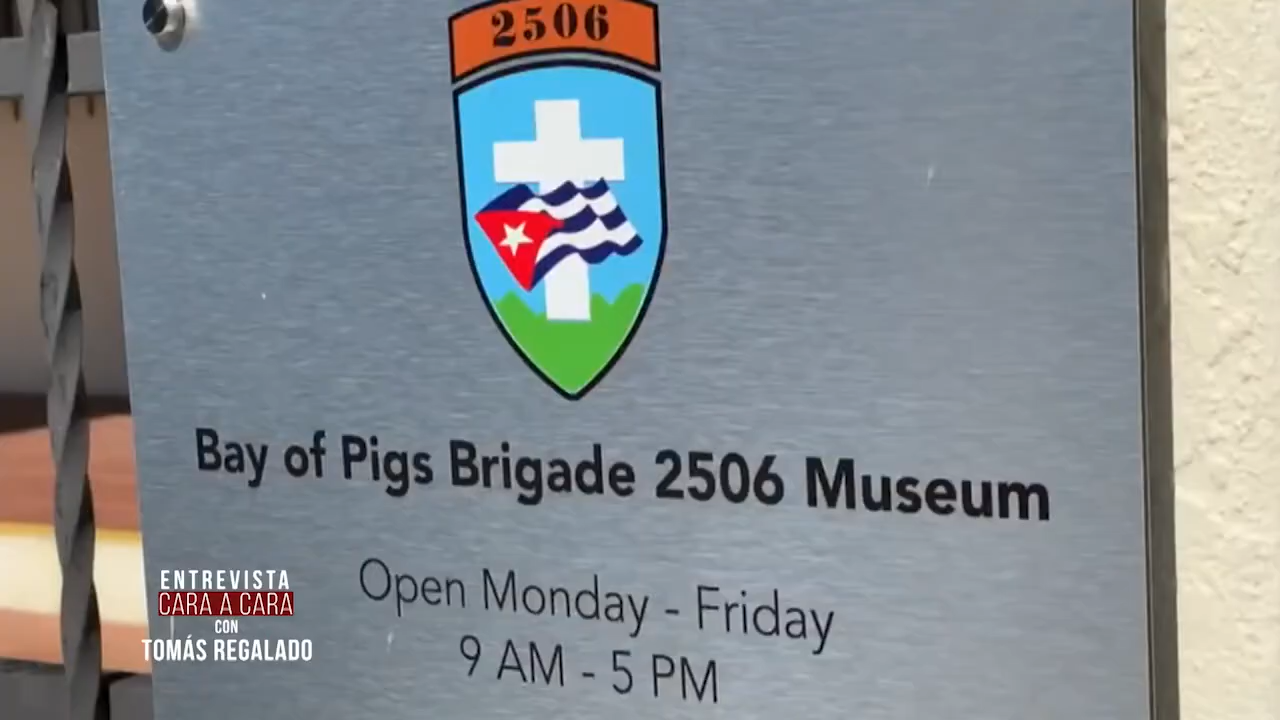 2506
Bay of Pigs Brigade 2506 Museum
Open Monday - Friday
9 AM - 5 PM
ENTREVISTA
CARA A CARA
CON
TOMÁS REGALADO